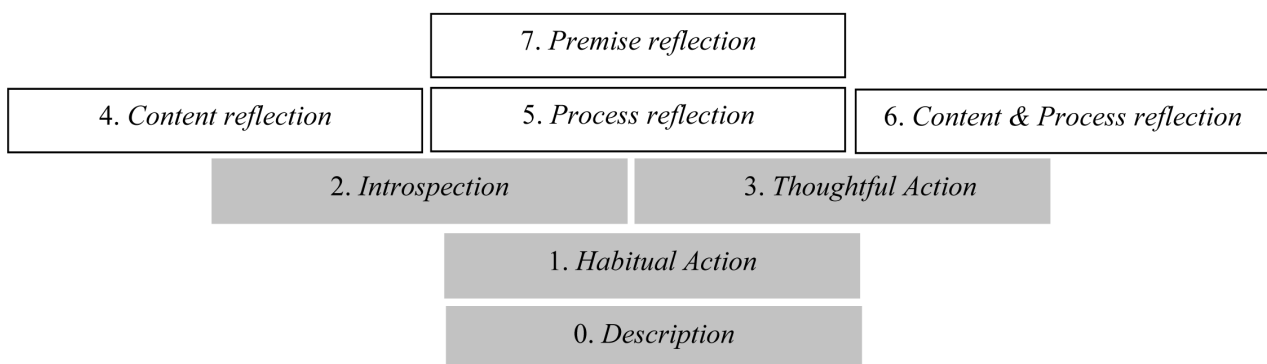 7. Premise reflection
4. Content reflection
5. Process reflection
6. Content & Process reflection
2. Introspection
3. Thoughtful Action
1. Habitual Action
0. Description